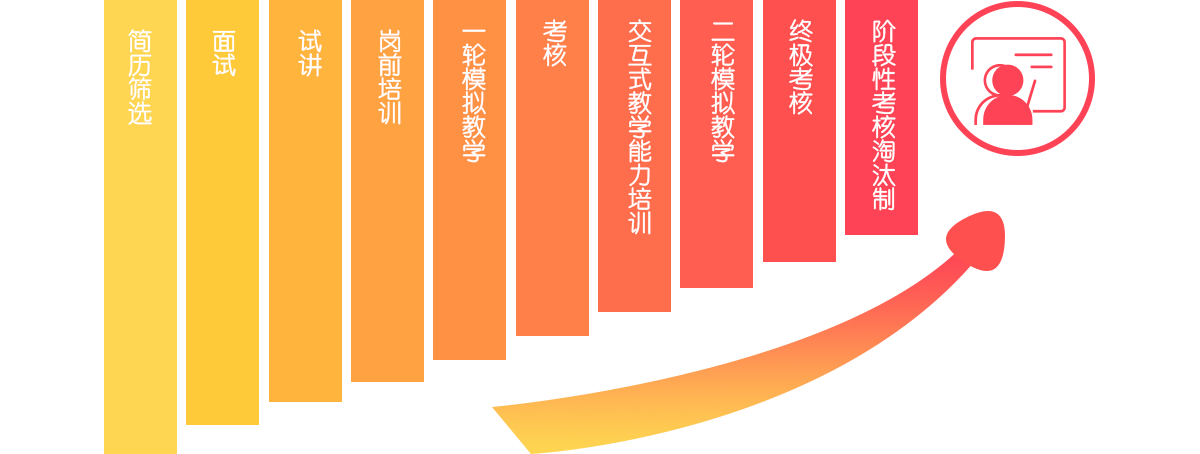 简历筛选
面试
试讲
岗前培训
一轮模拟教学
考核
交互式教学能力培训
二轮模拟教学
终极考核
阶段性考核淘汰制